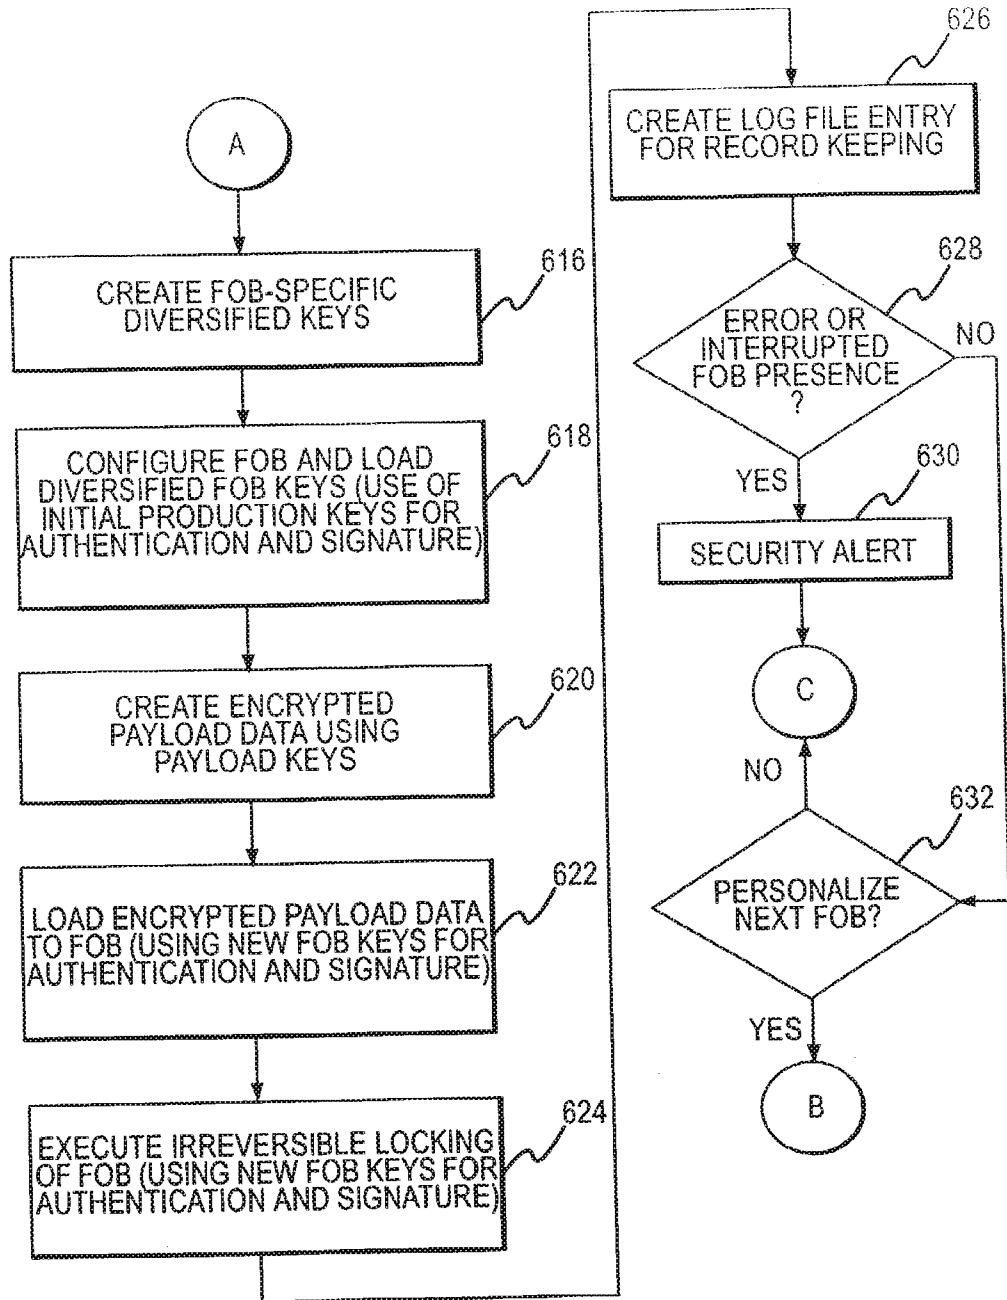 A
CREATE FOB-SPECIFIC
DIVERSIFIED KEYS
616
CONFIGURE FOB AND LOAD
DIVERSIFIED FOB KEYS (USE OF
INITIAL PRODUCTION KEYS FOR
AUTHENTICATION AND SIGNATURE)
618
CREATE ENCRYPTED
PAYLOAD DATA USING
PAYLOAD KEYS
620
LOAD ENCRYPTED PAYLOAD DATA
TO FOB (USING NEW FOB KEYS FOR
AUTHENTICATION AND SIGNATURE)
622
EXECUTE IRREVERSIBLE LOCKING
OF FOB (USING NEW FOB KEYS FOR
AUTHENTICATION AND SIGNATURE)
624
626
CREATE LOG FILE ENTRY
FOR RECORD KEEPING
628
ERROR OR
INTERRUPTED
FOB PRESENCE
?
NO
YES
630
SECURITY ALERT
C
NO
632
PERSONALIZE
NEXT FOB?
YES
B